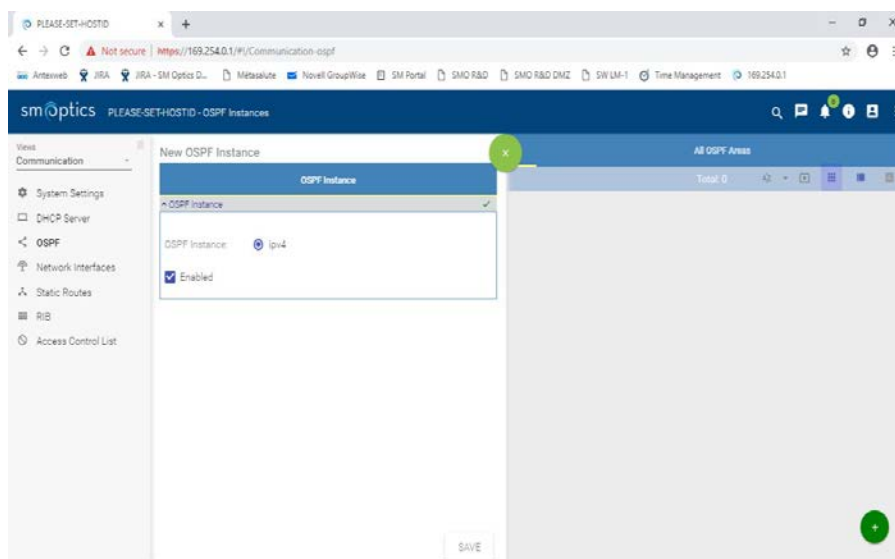 PLEASE-SET-HOSTID
Not secure | https://169.254.0.1/#!/Communication-ospf
Antexweb JIRA JIRA - SM Optics D... Metasalute Novell GroupWise SM Portal SMO R&D SMO R&D DMZ SW LM-1 Time Management 169.254.0.1
smoptics PLEASE-SET-HOSTID - OSPF Instances
Views
Communication
System Settings
DHCP Server
OSPF
Network Interfaces
Static Routes
RIB
Access Control List
New OSPF Instance
OSPF Instance
OSPF Instance
OSPF Instance: ipv4
Enabled
SAVE
All OSPF Areas
Total: 0